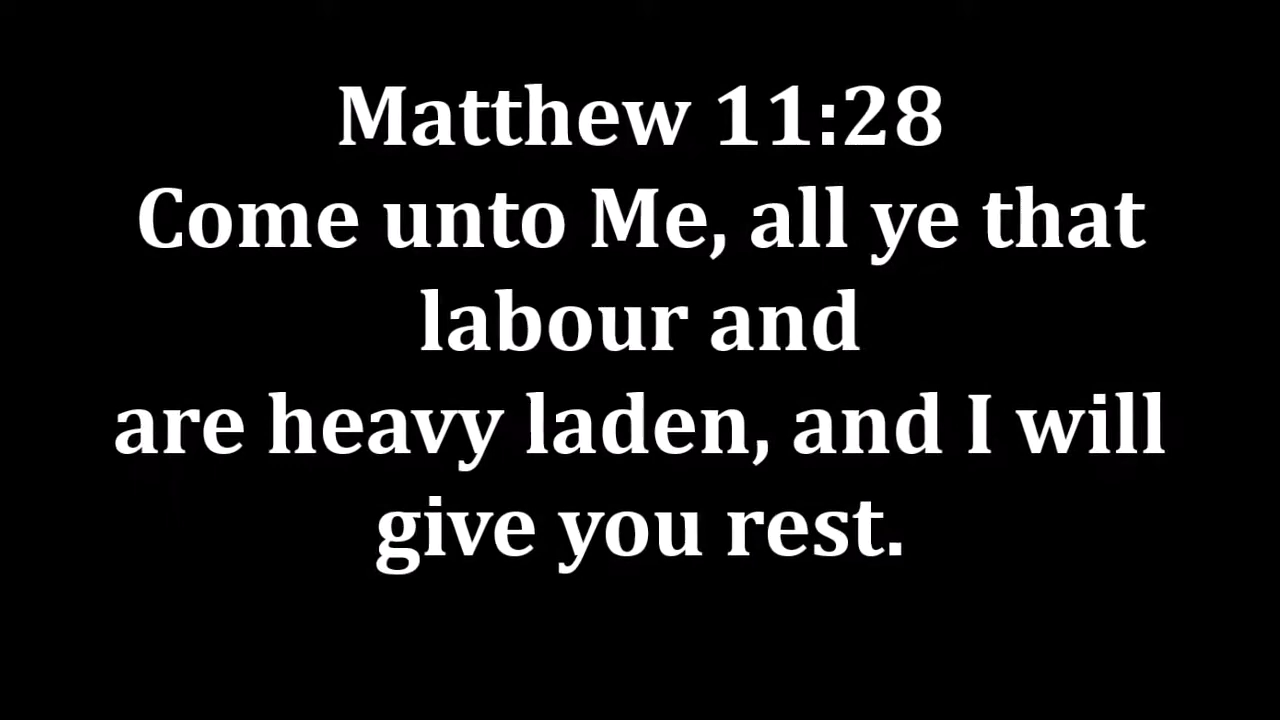 Matthew 11:28
Come unto Me, all ye that
labour and
are heavy laden, and I will
give you rest.